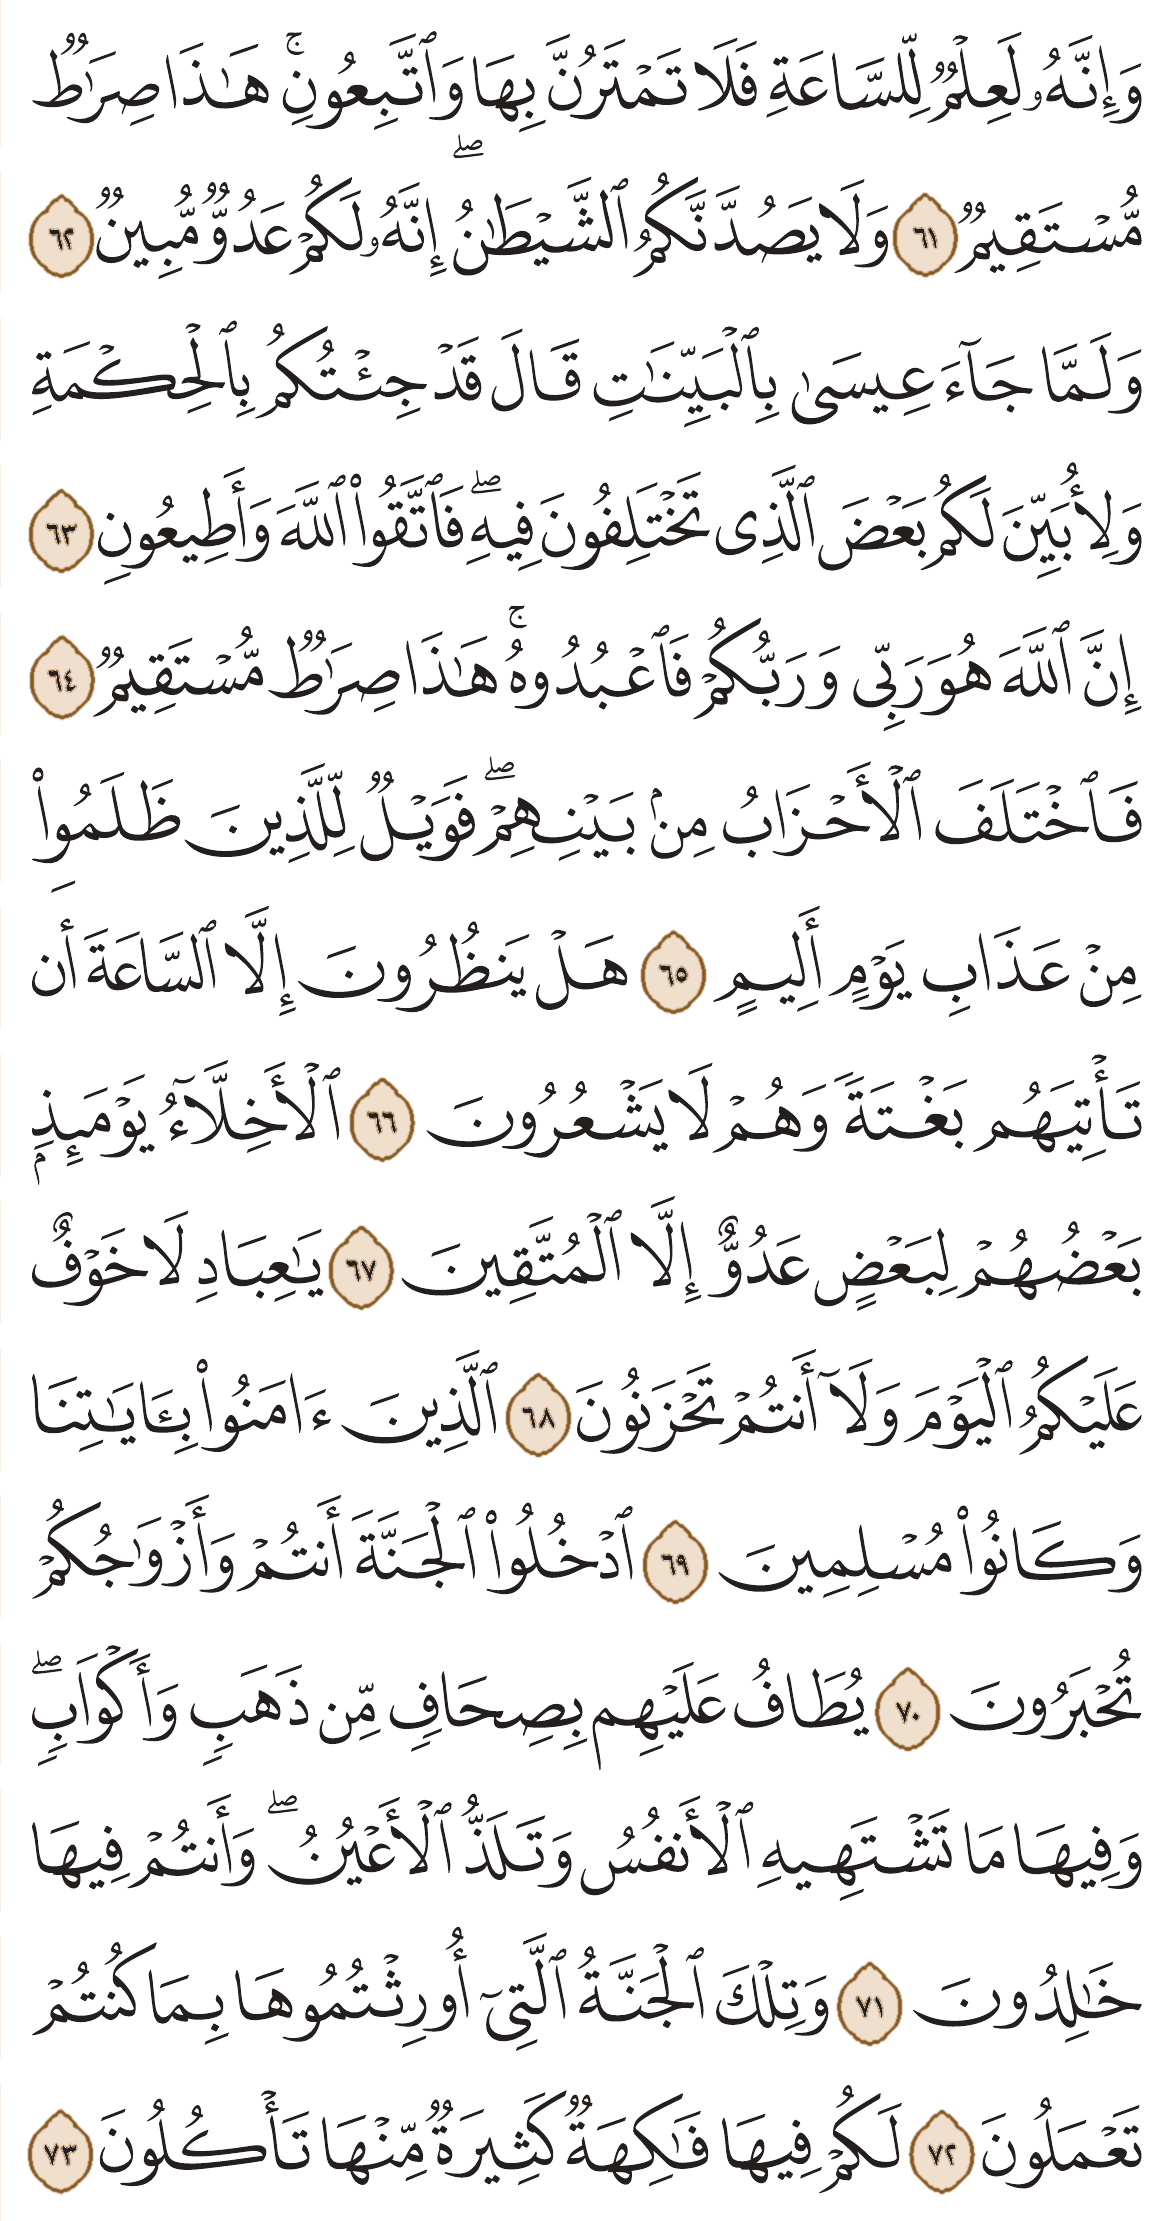 وَإِنَّهُۥ لَعِلْمٌ لِّلسَّاعَةِ فَلَا تَمْتَرُنَّ بِهَا وَٱتَّبِعُونِ ۚ هَـٰذَا صِرَٰطٌ
مُّسْتَقِيمٌ ٦١ وَلَا يَصُدَّنَّكُمُ ٱلشَّيْطَـٰنُ ۖ إِنَّهُۥ لَكُمْ عَدُوٌّ مُّبِينٌ ٦٢
وَلَمَّا جَآءَ عِيسَىٰ بِٱلْبَيِّنَـٰتِ قَالَ قَدْ جِئْتُكُم بِٱلْحِكْمَةِ
وَلِأُبَيِّنَ لَكُم بَعْضَ ٱلَّذِى تَخْتَلِفُونَ فِيهِ ۖ فَٱتَّقُوا۟ ٱللَّهَ وَأَطِيعُونِ ٦٣
إِنَّ ٱللَّهَ هُوَ رَبِّى وَرَبُّكُمْ فَٱعْبُدُوهُ ۚ هَـٰذَا صِرَٰطٌ مُّسْتَقِيمٌ ٦٤
فَٱخْتَلَفَ ٱلْأَحْزَابُ مِنۢ بَيْنِهِمْ ۖ فَوَيْلٌ لِّلَّذِينَ ظَلَمُوا۟
مِنْ عَذَابِ يَوْمٍ أَلِيمٍ ٦٥ هَلْ يَنظُرُونَ إِلَّا ٱلسَّاعَةَ أَن
تَأْتِيَهُم بَغْتَةً وَهُمْ لَا يَشْعُرُونَ ٦٦ ٱلْأَخِلَّآءُ يَوْمَئِذٍۭ
بَعْضُهُمْ لِبَعْضٍ عَدُوٌّ إِلَّا ٱلْمُتَّقِينَ ٦٧ يَـٰعِبَادِ لَا خَوْفٌ
عَلَيْكُمُ ٱلْيَوْمَ وَلَآ أَنتُمْ تَحْزَنُونَ ٦٨ ٱلَّذِينَ ءَامَنُوا۟ بِـَٔايَـٰتِنَا
وَكَانُوا۟ مُسْلِمِينَ ٦٩ ٱدْخُلُوا۟ ٱلْجَنَّةَ أَنتُمْ وَأَزْوَٰجُكُمْ
تُحْبَرُونَ ٧٠ يُطَافُ عَلَيْهِم بِصِحَافٍ مِّن ذَهَبٍ وَأَكْوَابٍ ۖ
وَفِيهَا مَا تَشْتَهِيهِ ٱلْأَنفُسُ وَتَلَذُّ ٱلْأَعْيُنُ ۖ وَأَنتُمْ فِيهَا
خَـٰلِدُونَ ٧١ وَتِلْكَ ٱلْجَنَّةُ ٱلَّتِىٓ أُورِثْتُمُوهَا بِمَا كُنتُمْ
تَعْمَلُونَ ٧٢ لَكُمْ فِيهَا فَـٰكِهَةٌ كَثِيرَةٌ مِّنْهَا تَأْكُلُونَ ٧٣